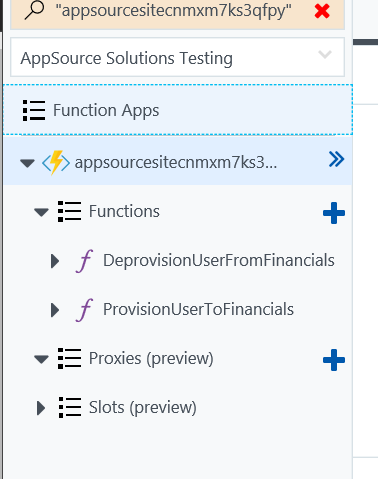 "appsourcesitecnmxm7ks3qfpy"
AppSource Solutions Testing
Function Apps
appsourcesitecnmxm7ks3...
Functions
DeprovisionUserFromFinancials
ProvisionUserToFinancials
Proxies (preview)
Slots (preview)